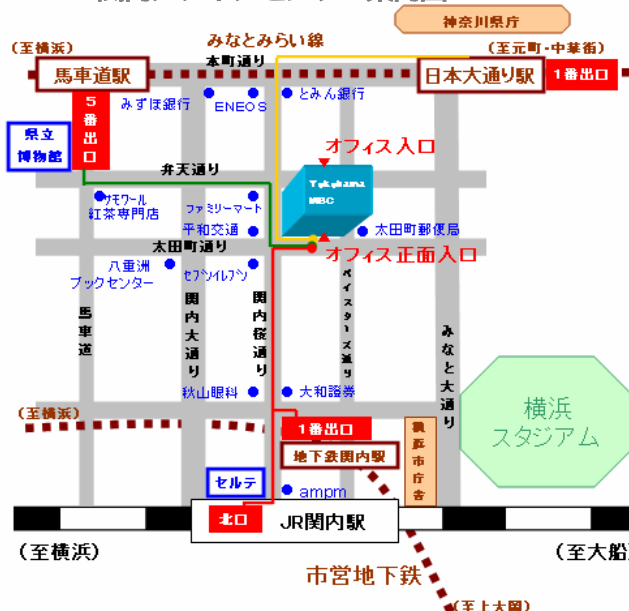 神奈川県庁
(至横浜)
みなとみらい線
(至元町・中華街)
本町通り
馬車道駅
日本大通り駅
1番出口
5番出口
みずほ銀行
ENEOS
とみん銀行
県立
博物館
オフィス入口
弁天通り
Yokohama
MBC
サモワール
紅茶専門店
ファミリーマート
平和交通
太田町郵便局
太田町通り
オフィス正面入口
八重洲
ブックセンター
セブンイレブン
馬車道
関内大通り
関内桜通り
ベイスターズ通り
みなと大通り
秋山眼科
大和證券
横浜
スタジアム
(至横浜)
1番出口
横浜市庁舎
地下鉄関内駅
セルテ
ampm
北口
JR関内駅
(至横浜)
(至大船)
市営地下鉄
(至上大岡)